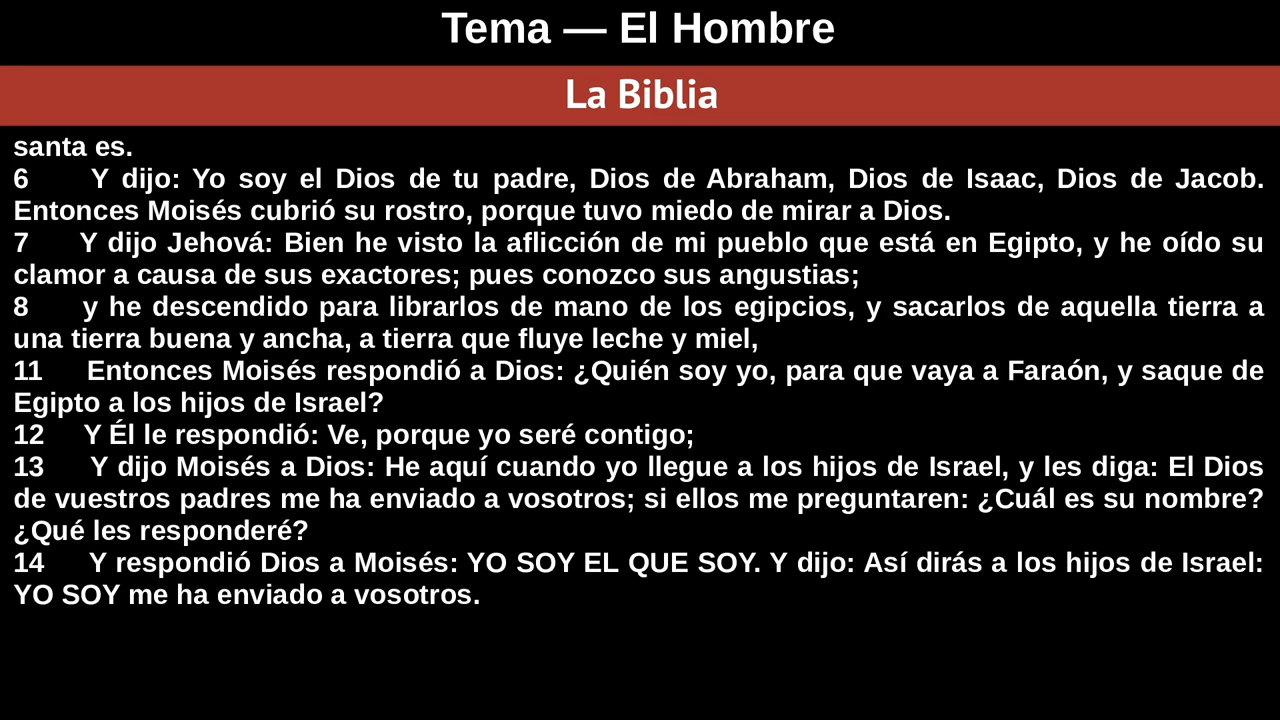 Tema — El Hombre
La Biblia
santa es.
6 Y dijo: Yo soy el Dios de tu padre, Dios de Abraham, Dios de Isaac, Dios de Jacob.
Entonces Moisés cubrió su rostro, porque tuvo miedo de mirar a Dios.
7 Y dijo Jehová: Bien he visto la aflicción de mi pueblo que está en Egipto, y he oído su
clamor a causa de sus exactores; pues conozco sus angustias;
8 y he descendido para librarlos de mano de los egipcios, y sacarlos de aquella tierra a
una tierra buena y ancha, a tierra que fluye leche y miel,
11 Entonces Moisés respondió a Dios: ¿Quién soy yo, para que vaya a Faraón, y saque de
Egipto a los hijos de Israel?
12 Y Él le respondió: Ve, porque yo seré contigo;
13 Y dijo Moisés a Dios: He aquí cuando yo llegue a los hijos de Israel, y les diga: El Dios
de vuestros padres me ha enviado a vosotros; si ellos me preguntaren: ¿Cuál es su nombre?
¿Qué les responderé?
14 Y respondió Dios a Moisés: YO SOY EL QUE SOY. Y dijo: Así dirás a los hijos de Israel:
YO SOY me ha enviado a vosotros.